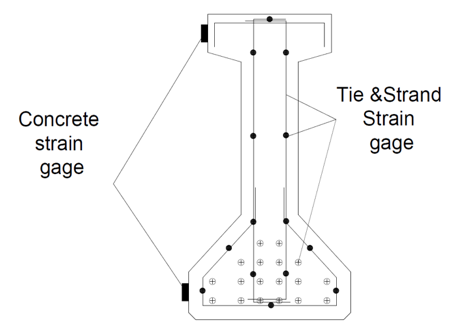 Concrete
strain
gage
Tie &Strand
Strain
gage